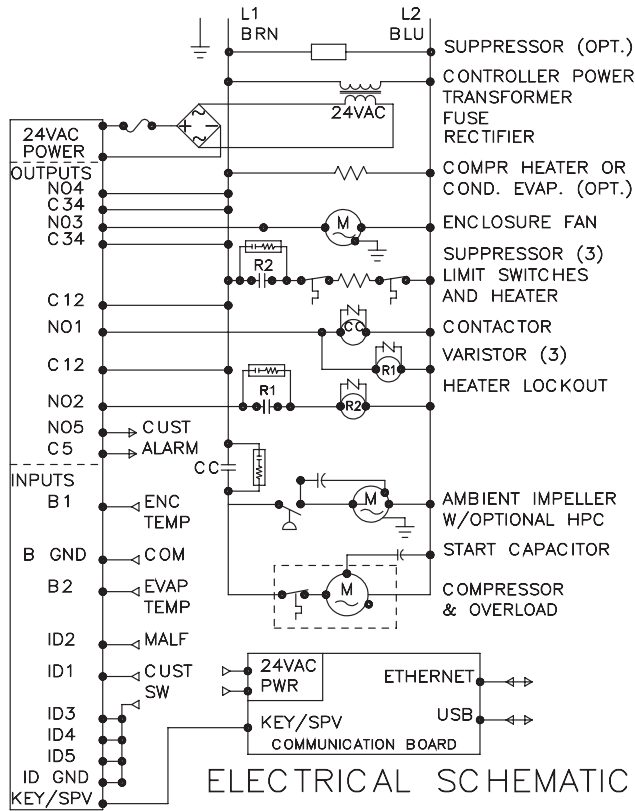 L1
BRN
L2
BLU
SUPPRESSOR (OPT.)
CONTROLLER POWER
TRANSFORMER
FUSE
RECTIFIER
24VAC
24VAC
POWER
OUTPUTS
NO4
C34
NO3
C34
COMPR HEATER OR
COND. EVAP. (OPT.)
M
ENCLOSURE FAN
R2
SUPPRESSOR (3)
LIMIT SWITCHES
AND HEATER
C12
NO1
CC
CONTACTOR
C12
R1
VARISTOR (3)
HEATER LOCKOUT
NO2
R1
R2
NO5
CUST
C5
ALARM
CC
INPUTS
B1
ENC
TEMP
M
AMBIENT IMPELLER
W/OPTIONAL HPC
B GND
COM
START CAPACITOR
B2
EVAP
TEMP
M
COMPRESSOR
& OVERLOAD
ID2
MALF
ID1
CUST
SW
ID3
ID4
ID5
ID GND
KEY/SPV
24VAC
PWR
ETHERNET
USB
KEY/SPV
COMMUNICATION BOARD
ELECTRICAL SCHEMATIC